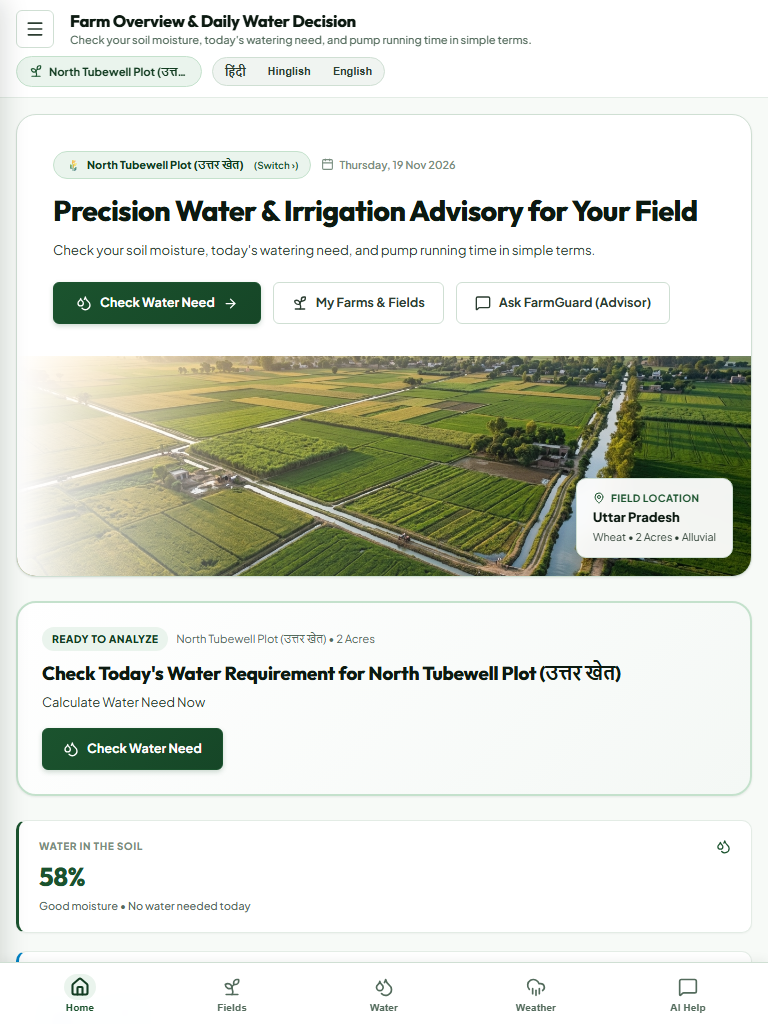 Farm Overview & Daily Water Decision
Check your soil moisture, today's watering need, and pump running time in simple terms.
North Tubewell Plot (उत्त...
हिंदी
Hinglish
English
North Tubewell Plot (उत्तर खेत)
(Switch ›)
Thursday, 19 Nov 2026
Precision Water & Irrigation Advisory for Your Field
Check your soil moisture, today's watering need, and pump running time in simple terms.
Check Water Need →
My Farms & Fields
Ask FarmGuard (Advisor)
FIELD LOCATION
Uttar Pradesh
Wheat • 2 Acres • Alluvial
READY TO ANALYZE
North Tubewell Plot (उत्तर खेत) • 2 Acres
Check Today's Water Requirement for North Tubewell Plot (उत्तर खेत)
Calculate Water Need Now
Check Water Need
WATER IN THE SOIL
58%
Good moisture • No water needed today
Home
Fields
Water
Weather
AI Help